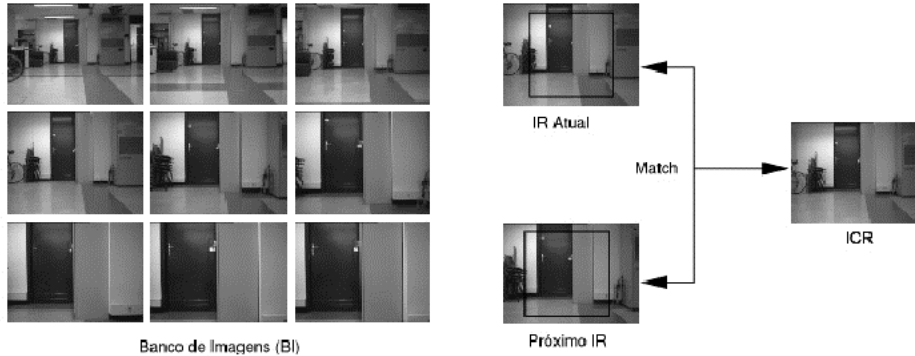 IR Atual
Match
ICR
Próximo IR
Banco de Imagens (BI)